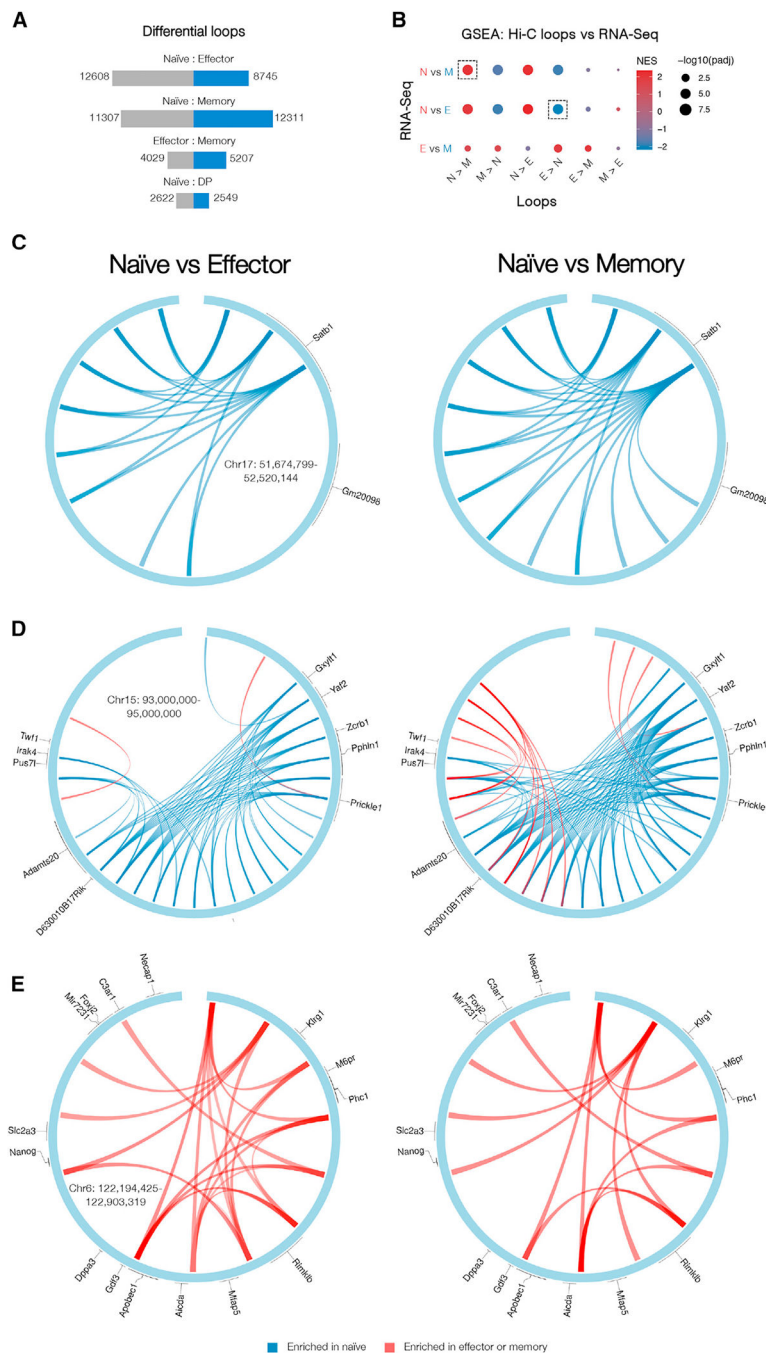 A
Differential loops
Naïve : Effector
12608
8745
Naïve : Memory
11307
12311
Effector : Memory
4029
5207
Naïve : DP
2622
2549
B
GSEA: Hi-C loops vs RNA-Seq
RNA-Seq
N vs M
N vs E
E vs M
N > M
M > N
N > E
E > N
E > M
M > E
Loops
NES
2
1
0
−1
−2
−log10(padj)
2.5
5.0
7.5
C
Naïve vs Effector
Satb1
Gm20098
Chr17: 51,674,799-
52,520,144
Naïve vs Memory
Satb1
Gm20098
D
Chr15: 93,000,000-
95,000,000
Gxylt1
Yaf2
Zcrb1
Pphln1
Prickle1
Twf1
Irak4
Pus7l
Adamts20
D630010B17Rik
Gxylt1
Yaf2
Zcrb1
Pphln1
Prickle
Twf1
Irak4
Pus7l
Adamts20
D630010B17Rik
E
Necap1
C3ar1
Foxj2
Mir7231
Slc2a3
Nanog
Chr6: 122,194,425-
122,903,319
Dppa3
Gdf3
Apobec1
Aicda
Mfap5
Rimklb
Phc1
M6pr
Klrg1
Necap1
C3ar1
Foxj2
Mir7231
Slc2a3
Nanog
Dppa3
Gdf3
Apobec1
Aicda
Mfap5
Rimklb
Phc1
M6pr
Klrg1
Enriched in naïve
Enriched in effector or memory